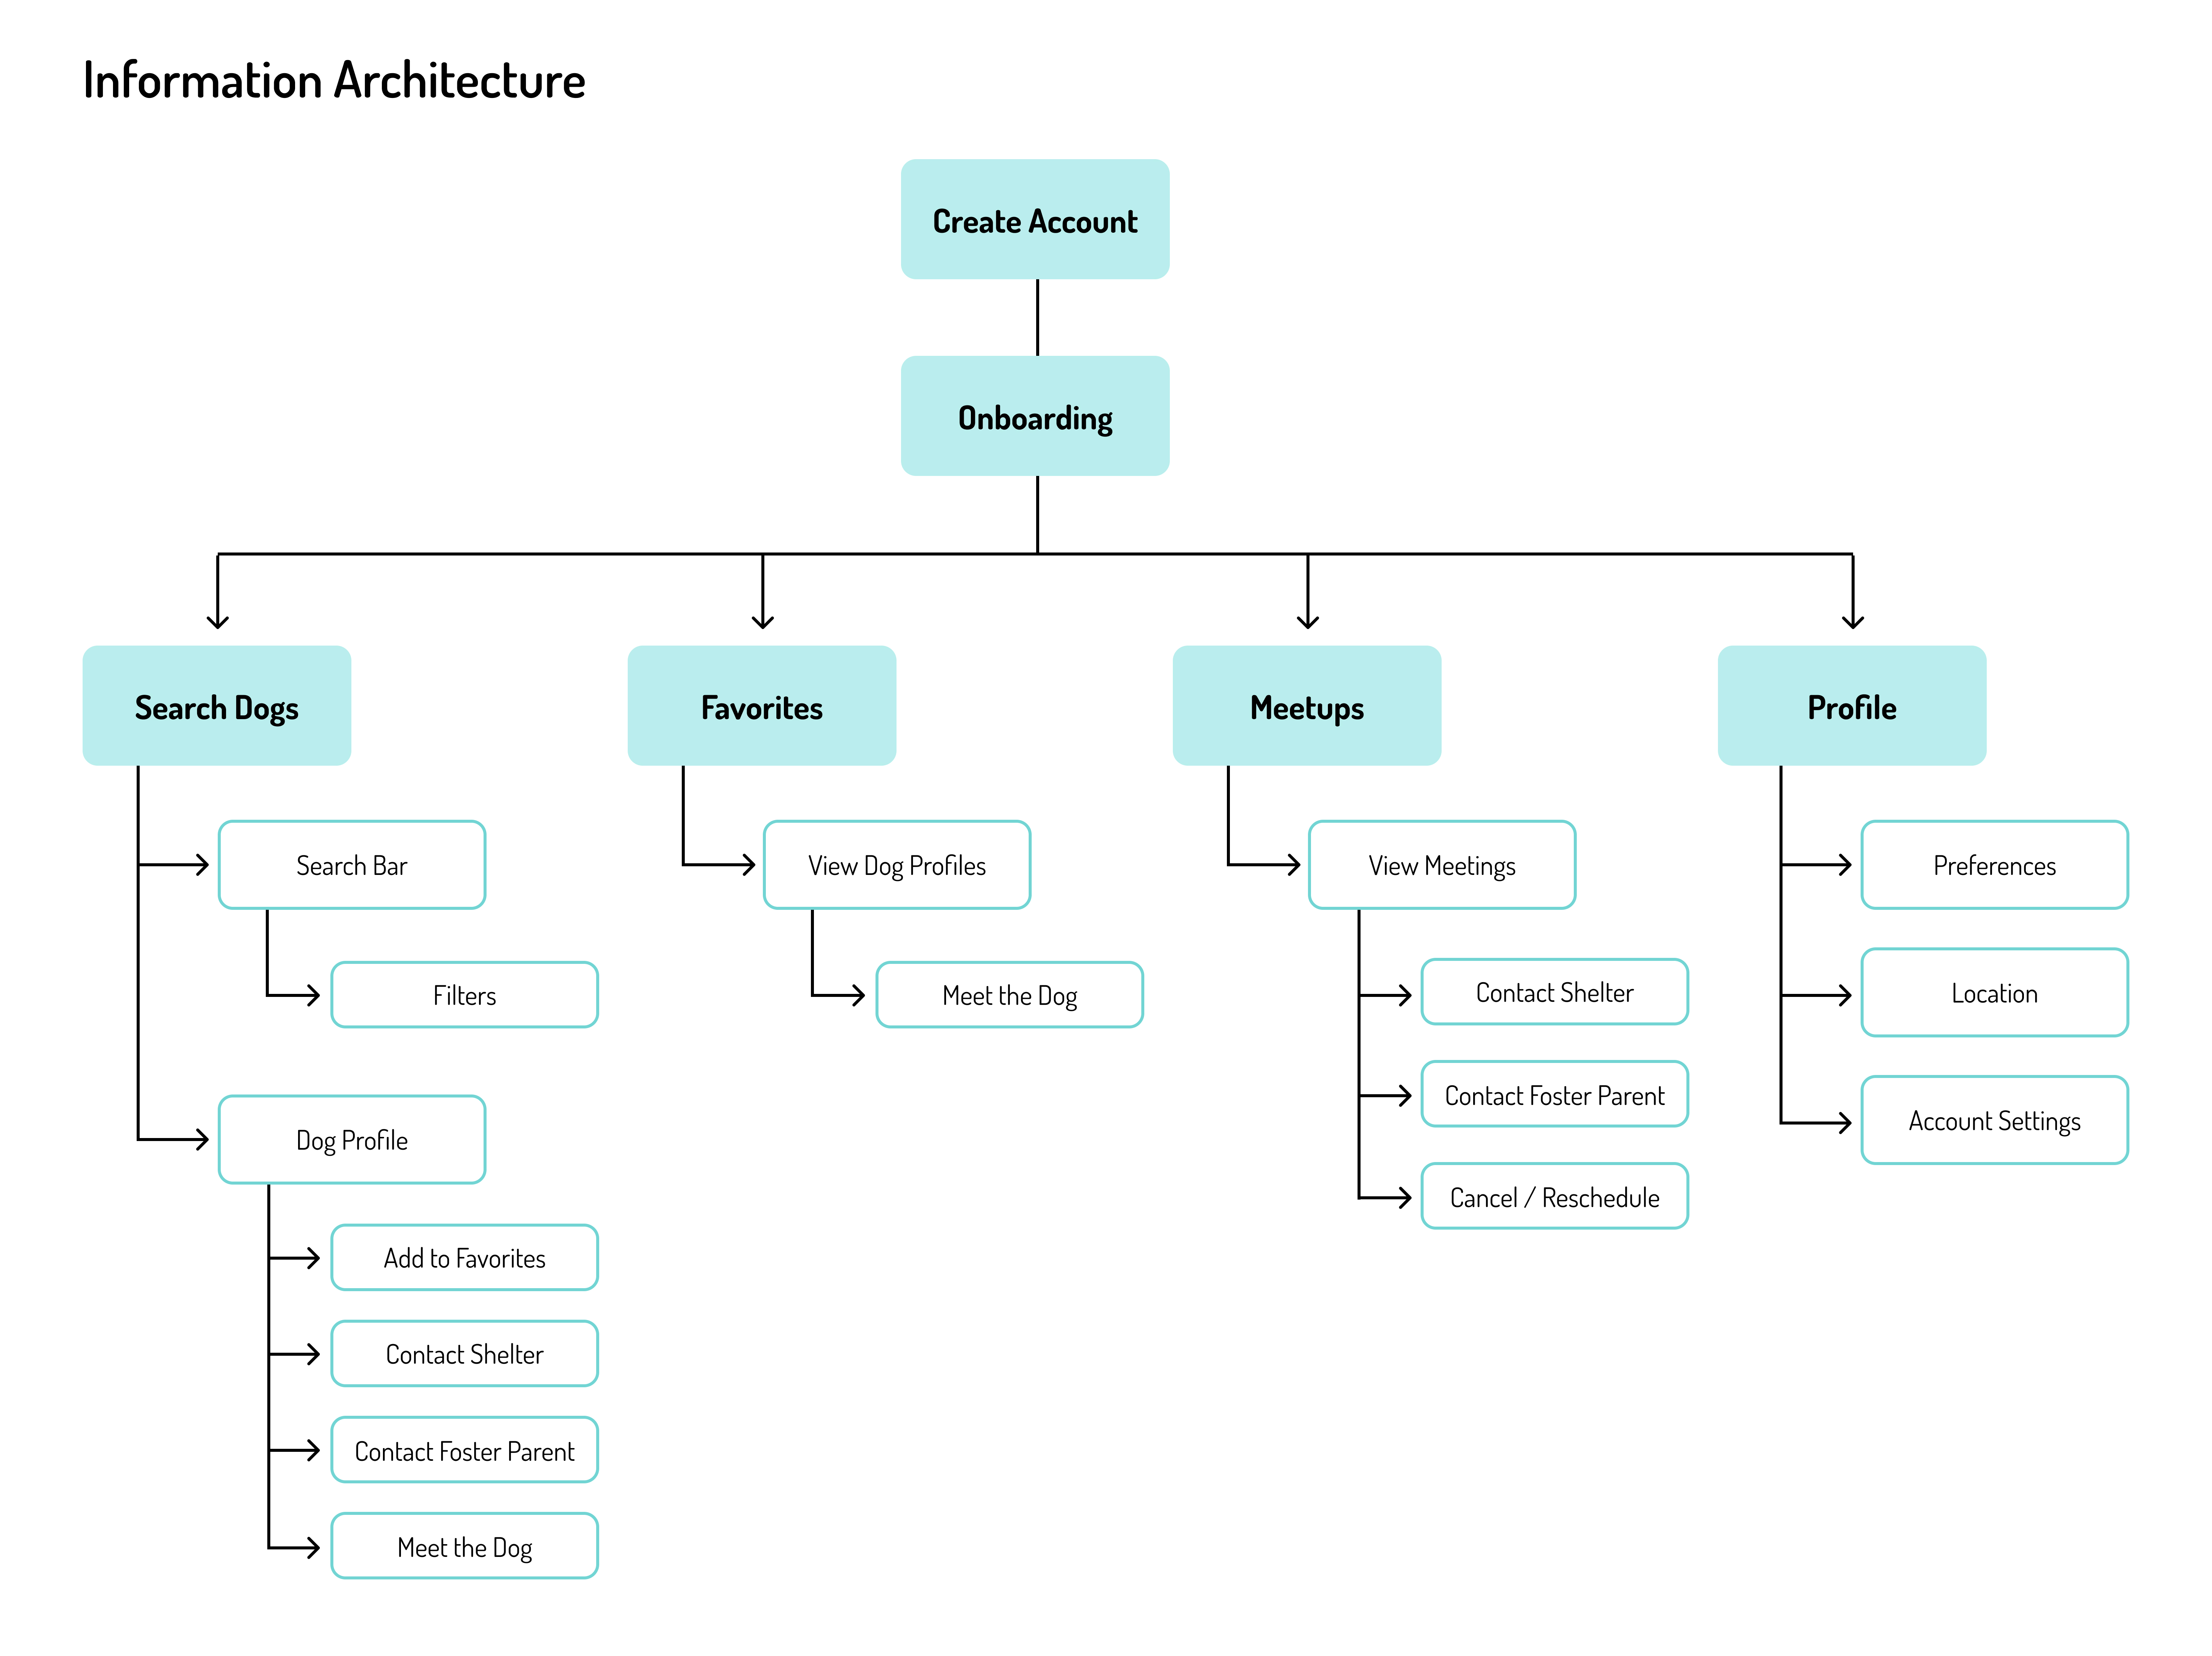 Information Architecture
Create Account
Onboarding
Search Dogs
Favorites
Meetups
Profile
Search Bar
View Dog Profiles
View Meetings
Preferences
Filters
Meet the Dog
Contact Shelter
Location
Contact Foster Parent
Account Settings
Dog Profile
Cancel / Reschedule
Add to Favorites
Contact Shelter
Contact Foster Parent
Meet the Dog